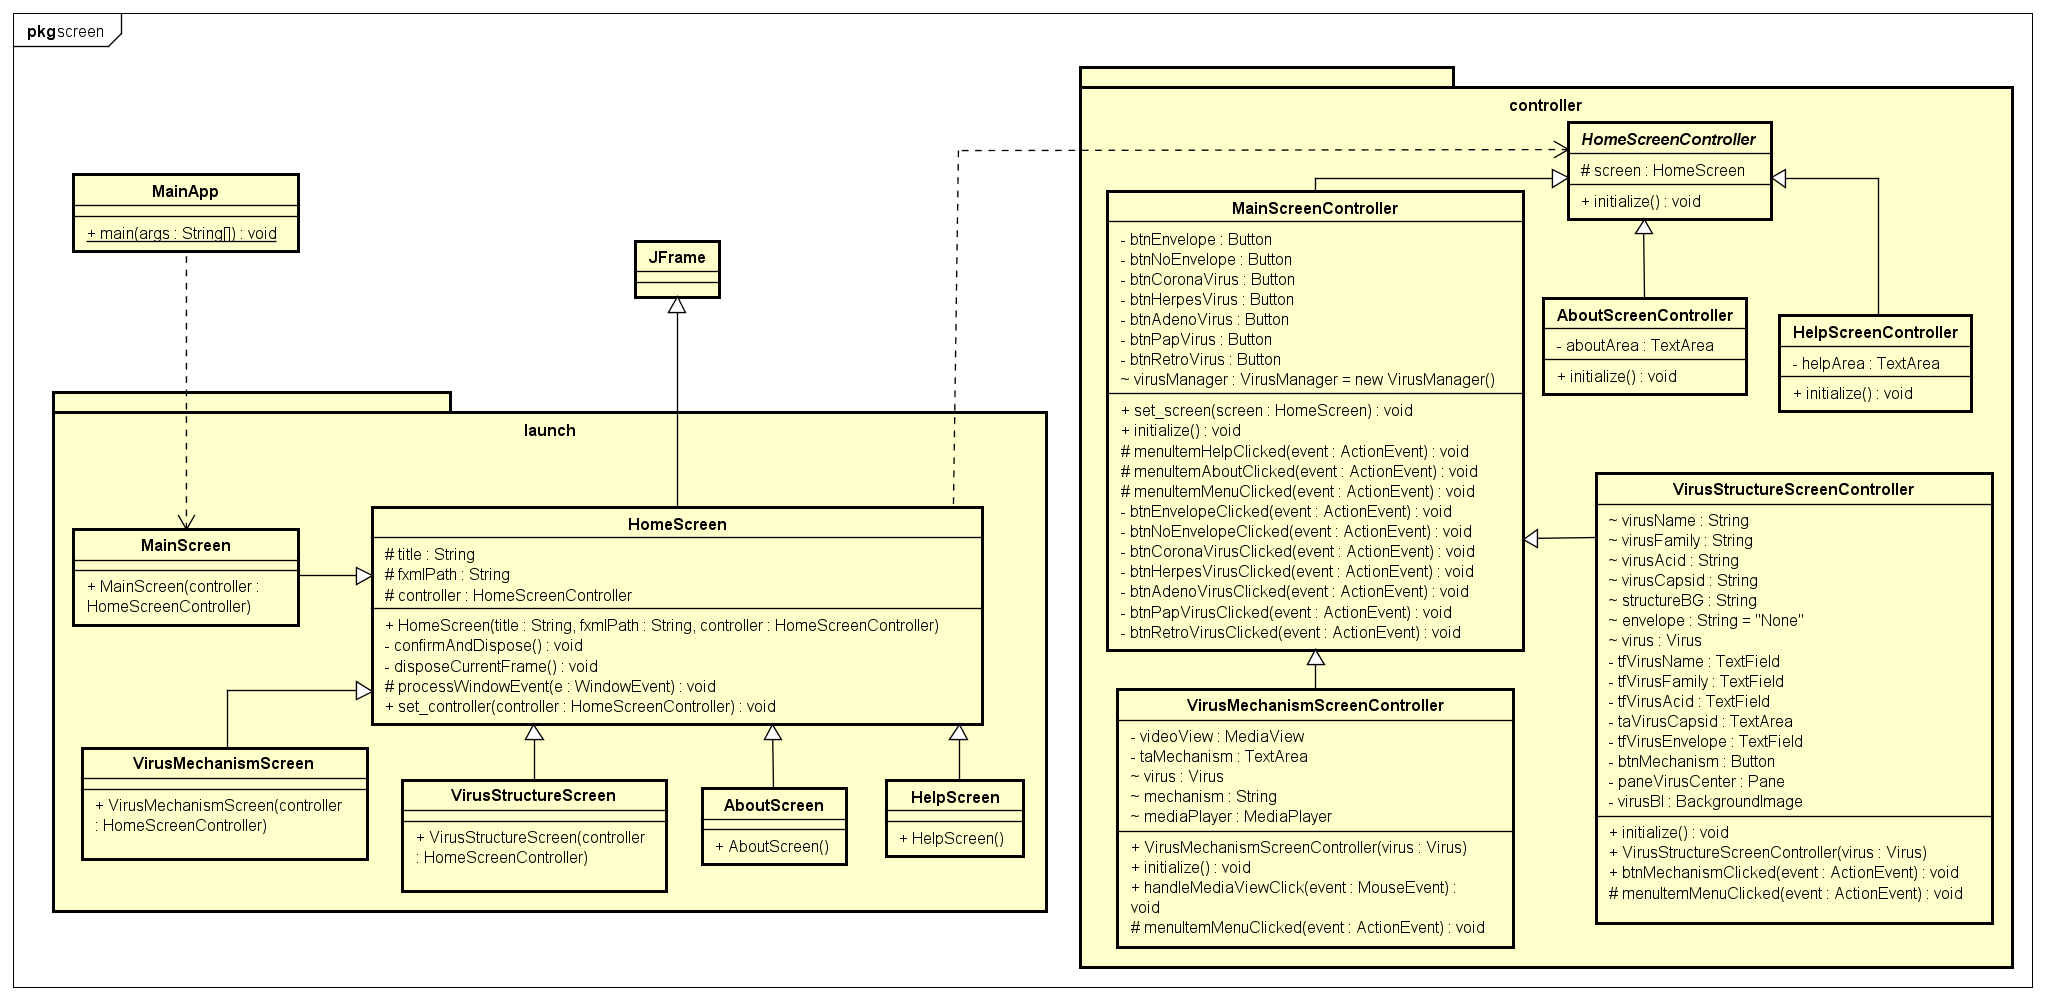 pkg screen
MainApp
+ main(args : String[]) : void
JFrame
launch
MainScreen
+ MainScreen(controller :
HomeScreenController)
HomeScreen
# title : String
# fxmlPath : String
# controller : HomeScreenController
+ HomeScreen(title : String, fxmlPath : String, controller : HomeScreenController)
- confirmAndDispose() : void
- disposeCurrentFrame() : void
# processWindowEvent(e : WindowEvent) : void
+ set_controller(controller : HomeScreenController) : void
VirusMechanismScreen
+ VirusMechanismScreen(controller
: HomeScreenController)
VirusStructureScreen
+ VirusStructureScreen(controller
: HomeScreenController)
AboutScreen
+ AboutScreen()
HelpScreen
+ HelpScreen()
controller
HomeScreenController
# screen : HomeScreen
+ initialize() : void
MainScreenController
- btnEnvelope : Button
- btnNoEnvelope : Button
- btnCoronaVirus : Button
- btnHerpesVirus : Button
- btnAdenoVirus : Button
- btnPapVirus : Button
- btnRetroVirus : Button
~ virusManager : VirusManager = new VirusManager()
+ set_screen(screen : HomeScreen) : void
+ initialize() : void
# menuItemHelpClicked(event : ActionEvent) : void
# menuItemAboutClicked(event : ActionEvent) : void
# menuItemMenuClicked(event : ActionEvent) : void
- btnEnvelopeClicked(event : ActionEvent) : void
- btnNoEnvelopeClicked(event : ActionEvent) : void
- btnCoronaVirusClicked(event : ActionEvent) : void
- btnHerpesVirusClicked(event : ActionEvent) : void
- btnAdenoVirusClicked(event : ActionEvent) : void
- btnPapVirusClicked(event : ActionEvent) : void
- btnRetroVirusClicked(event : ActionEvent) : void
AboutScreenController
- aboutArea : TextArea
+ initialize() : void
HelpScreenController
- helpArea : TextArea
+ initialize() : void
VirusStructureScreenController
~ virusName : String
~ virusFamily : String
~ virusAcid : String
~ virusCapsid : String
~ structureBG : String
~ envelope : String = "None"
~ virus : Virus
- tfVirusName : TextField
- tfVirusFamily : TextField
- tfVirusAcid : TextField
- taVirusCapsid : TextArea
- tfVirusEnvelope : TextField
- btnMechanism : Button
- paneVirusCenter : Pane
- virusBI : BackgroundImage
+ initialize() : void
+ VirusStructureScreenController(virus : Virus)
+ btnMechanismClicked(event : ActionEvent) : void
# menuItemMenuClicked(event : ActionEvent) : void
VirusMechanismScreenController
- videoView : MediaView
- taMechanism : TextArea
~ virus : Virus
~ mechanism : String
~ mediaPlayer : MediaPlayer
+ VirusMechanismScreenController(virus : Virus)
+ initialize() : void
+ handleMediaViewClick(event : MouseEvent) :
void
# menuItemMenuClicked(event : ActionEvent) : void